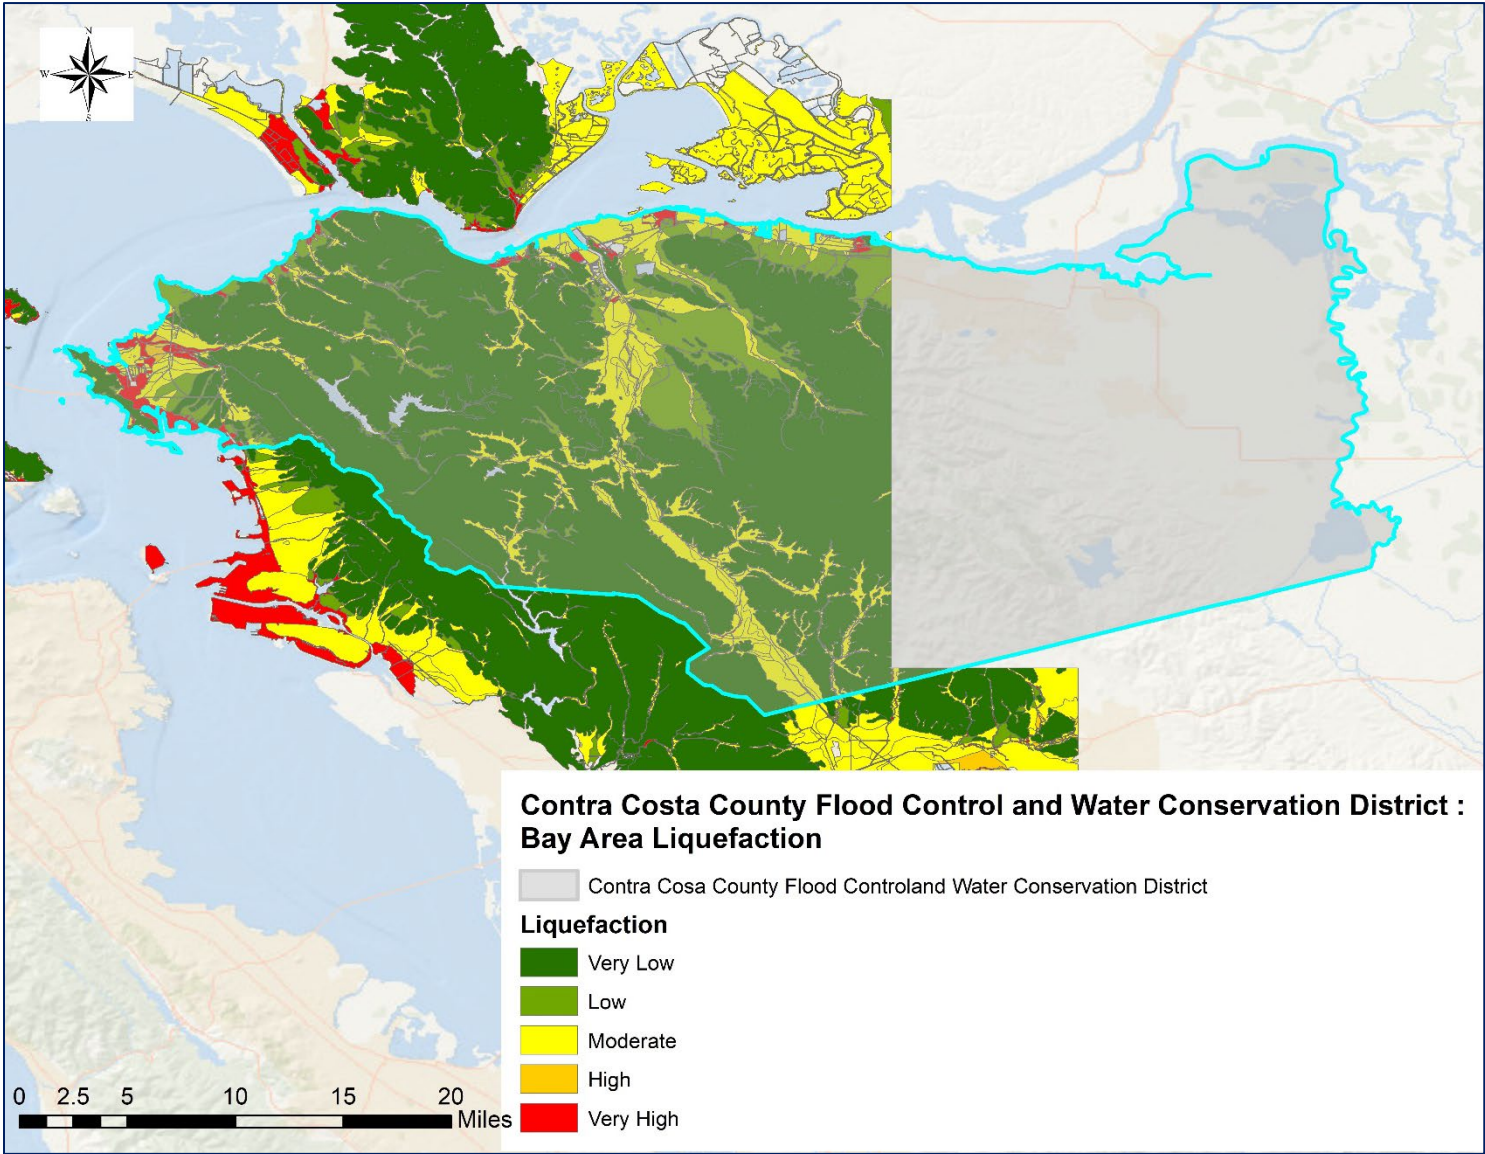 N
W E
S
Contra Costa County Flood Control and Water Conservation District :
Bay Area Liquefaction
Contra Cosa County Flood Controland Water Conservation District
Liquefaction
Very Low
Low
Moderate
High
Very High
0 2.5 5 10 15 20
Miles